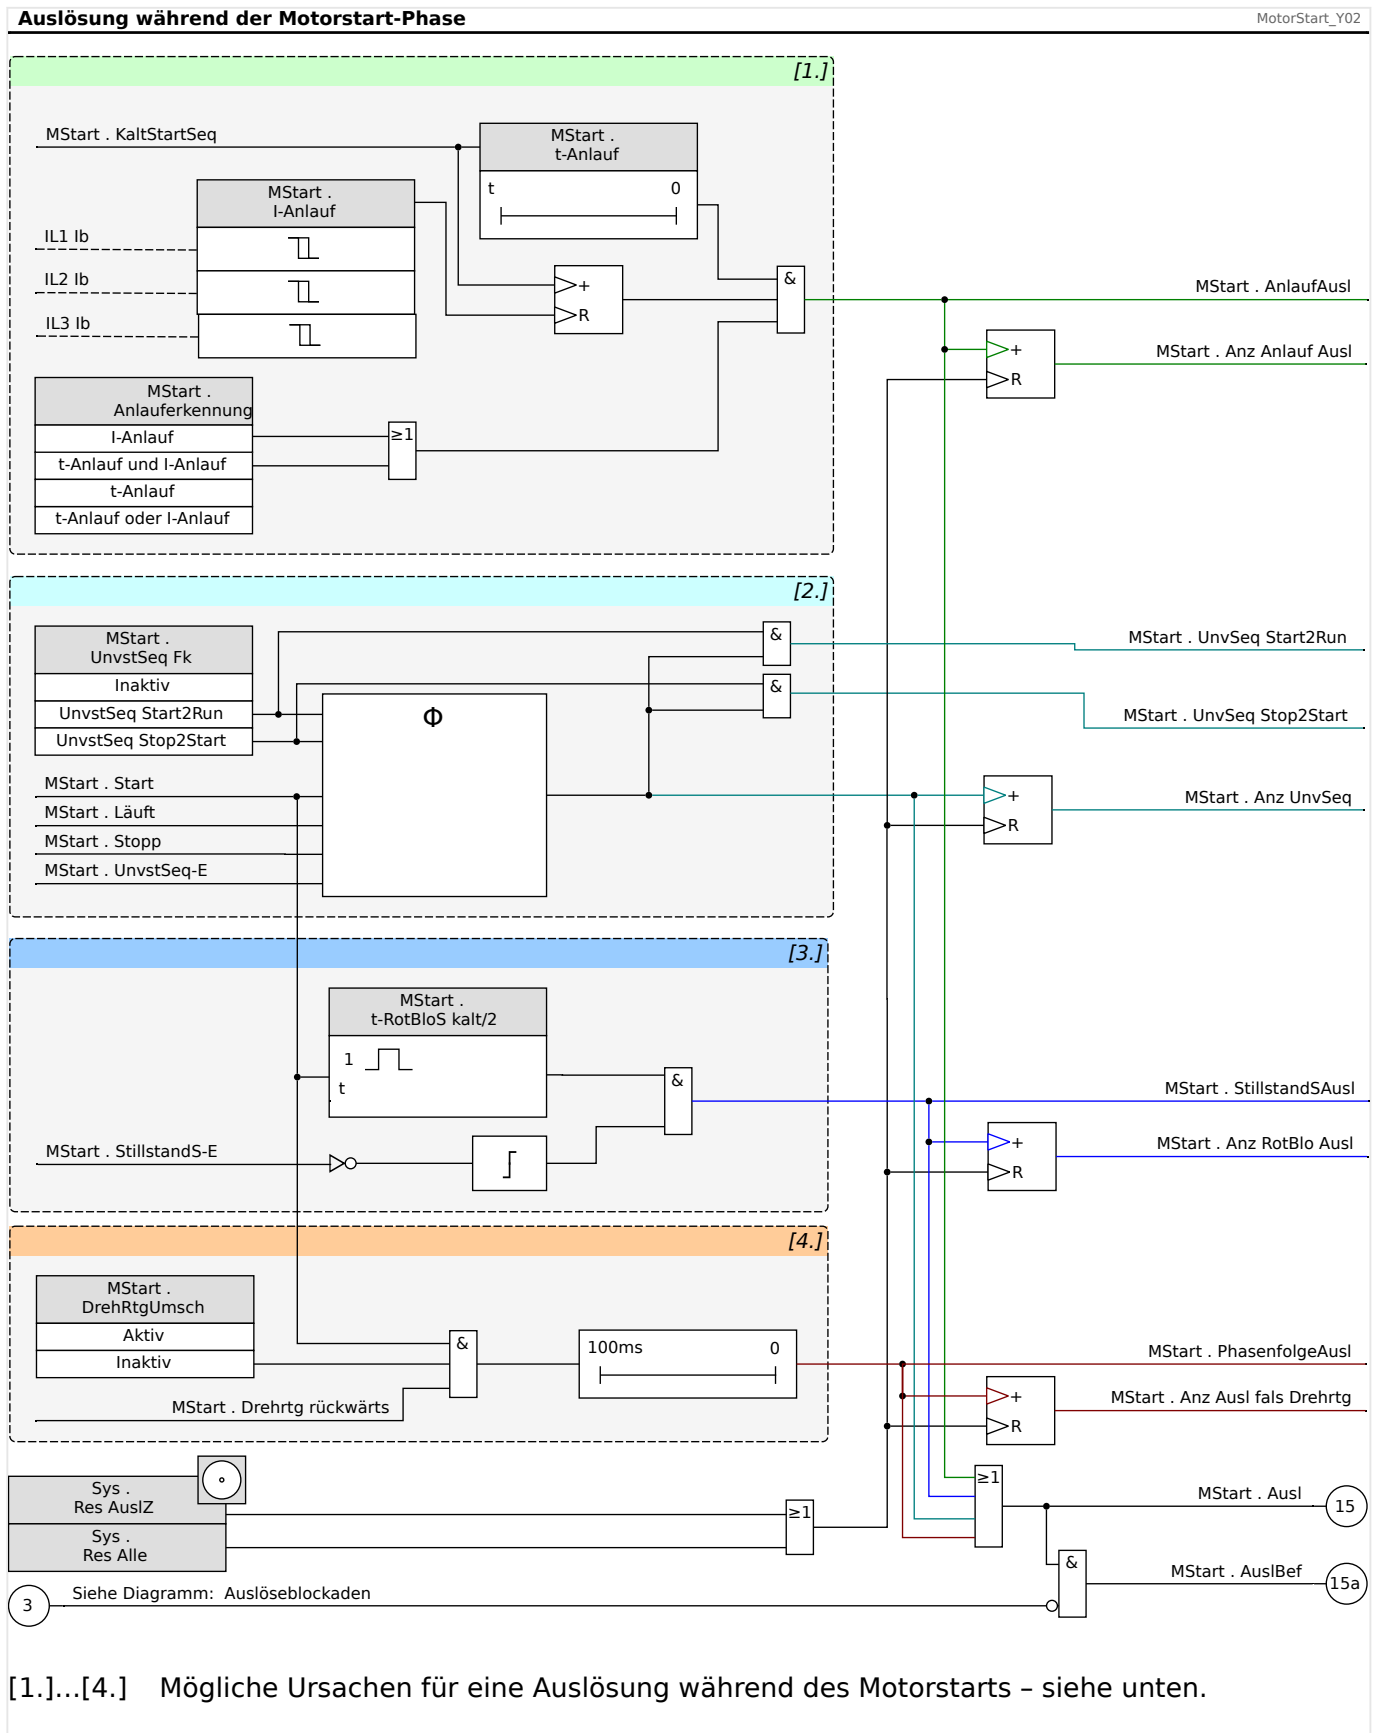 Auslösung während der Motorstart-Phase
MotorStart_Y02
[1.]
MStart . KaltStartSeq
MStart .
t-Anlauf
t
0
MStart .
I-Anlauf
IL1 Ib
IL2 Ib
IL3 Ib
+
R
&
MStart . AnlaufAusl
+
R
MStart . Anz Anlauf Ausl
MStart .
Anlauferkennung
I-Anlauf
t-Anlauf und I-Anlauf
t-Anlauf
t-Anlauf oder I-Anlauf
≥1
[2.]
MStart .
UnvstSeq Fk
Inaktiv
UnvstSeq Start2Run
UnvstSeq Stop2Start
Φ
&
&
MStart . UnvSeq Start2Run
MStart . UnvSeq Stop2Start
MStart . Start
MStart . Läuft
MStart . Stopp
MStart . UnvstSeq-E
+
R
MStart . Anz UnvSeq
[3.]
MStart .
t-RotBloS kalt/2
1
t
&
MStart . StillstandS-E
MStart . StillstandSAusl
+
R
MStart . Anz RotBlo Ausl
[4.]
MStart .
DrehRtgUmsch
Aktiv
Inaktiv
MStart . Drehrtg rückwärts
&
100ms
0
MStart . PhasenfolgeAusl
+
R
MStart . Anz Ausl fals Drehrtg
Sys .
Res AuslZ
Sys .
Res Alle
≥1
≥1
MStart . Ausl
15
&
MStart . AuslBef
15a
3
Siehe Diagramm: Auslöseblockaden
[1.]...[4.] Mögliche Ursachen für eine Auslösung während des Motorstarts – siehe unten.